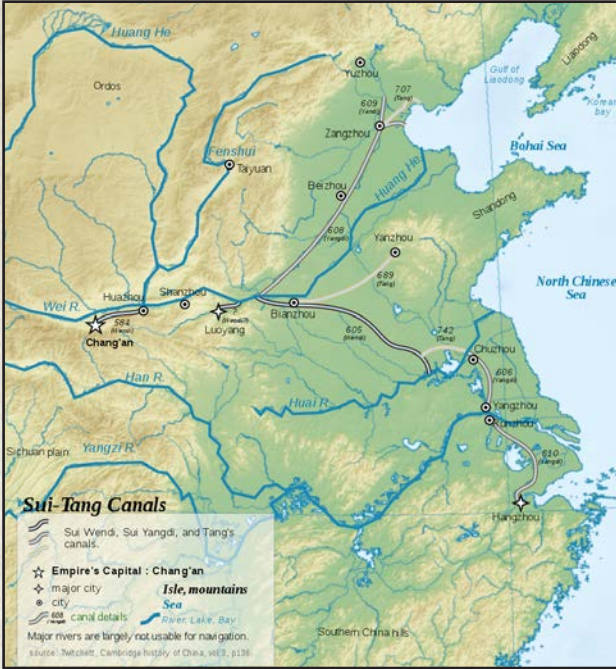 Huang He
Ordos
Yuzhou
Gulf of
Liaodong
Liaodong
Korean
bay
707
(Tang)
609
(Yandi)
Zangzhou
Bohai Sea
Fenshui
Taiyuan
Beizhou
Huang He
Shandong
608
(Yangdi)
Yanzhou
689
(Tang)
North Chinese
Sea
Wei R.
Huazhou
Shanzhou
584
(Wendi)
Chang'an
Luoyang
Bianzhou
605
(Wendi)
742
(Tang)
Chuzhou
606
(Yangdi)
Han R.
Huai R.
Yangzhou
Runzhou
Sichuan plain
Yangzi R.
610
(Yangdi)
Hangzhou
Sui-Tang Canals
Sui Wendi, Sui Yangdi, and Tang's
canals.
Empire's Capital : Chang'an
major city
Isle, mountains
city
Sea
608
(Yangdi)
canal details
River, Lake, Bay
Major rivers are largely not usable for navigation.
source: Twitchett, Cambridge history of China, vol.3, p136
Southern China hills